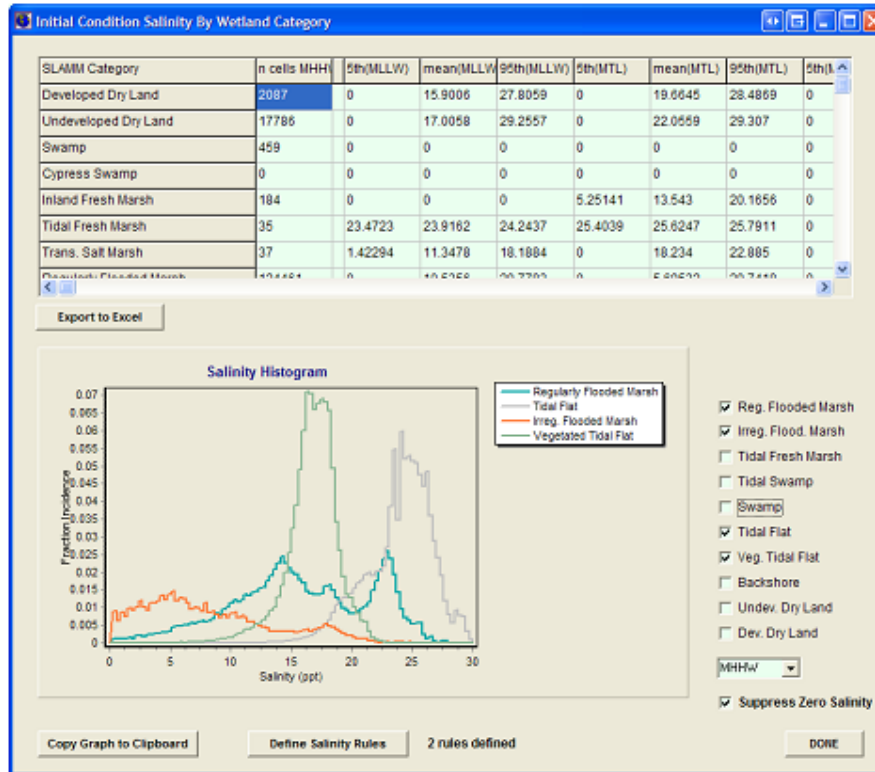 Initial Condition Salinity By Wetland Category
SLAMM Category n cells MHH 5th(MLLW) mean(MLLW 95th(MLLW) 5th(MTL) mean(MTL) 95th(MTL)
Developed Dry Land 2087 0 15.9006 27.8059 0 19.6645 28.4869 0
Undeveloped Dry Land 17786 0 17.0058 29.2557 0 22.0559 29.307 0
Swamp 459 0 0 0 0 0 0 0
Cypress Swamp 0 0 0 0 0 0 0 0
Inland Fresh Marsh 184 0 0 0 5.25141 13.543 20.1656 0
Tidal Fresh Marsh 35 23.4723 23.9162 24.2437 25.4039 25.6247 25.7911 0
Trans. Salt Marsh 37 1.42294 11.3478 18.1884 0 18.234 22.885 0
Regularly Flooded Marsh
Export to Excel
Salinity Histogram
Regularly Flooded Marsh
Tidal Flat
Irreg. Flooded Marsh
Vegetated Tidal Flat
Fraction Incidence
0.07
0.065
0.06
0.055
0.05
0.045
0.04
0.035
0.03
0.025
0.02
0.015
0.01
0.005
0
0 5 10 15 20 25 30
Salinity (ppt)
Reg. Flooded Marsh
Irreg. Flood. Marsh
Tidal Fresh Marsh
Tidal Swamp
Swamp
Tidal Flat
Veg. Tidal Flat
Backshore
Undev. Dry Land
Dev. Dry Land
MHHW
Suppress Zero Salinity
Copy Graph to Clipboard Define Salinity Rules 2 rules defined DONE